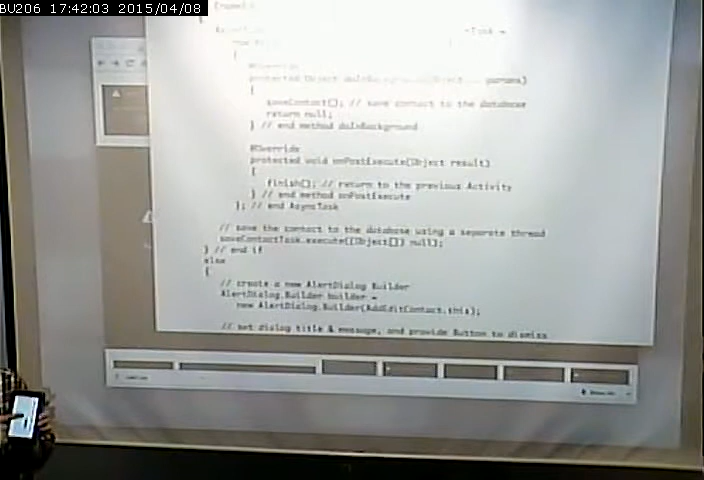 BU206 17:42:03 2015/04/08
{
@Override
protected Object doInBackground(Object... params)
{
saveContact(); // save contact to the database
return null;
} // end method doInBackground
@Override
protected void onPostExecute(Object result)
{
finish(); // return to the previous Activity
} // end method onPostExecute
}; // end AsyncTask
// save the contact to the database using a separate thread
saveContactTask.execute((Object[]) null);
} // end if
else
{
// create a new AlertDialog Builder
AlertDialog.Builder builder =
new AlertDialog.Builder(AddEditContact.this);
// set dialog title & message, and provide Button to dismiss